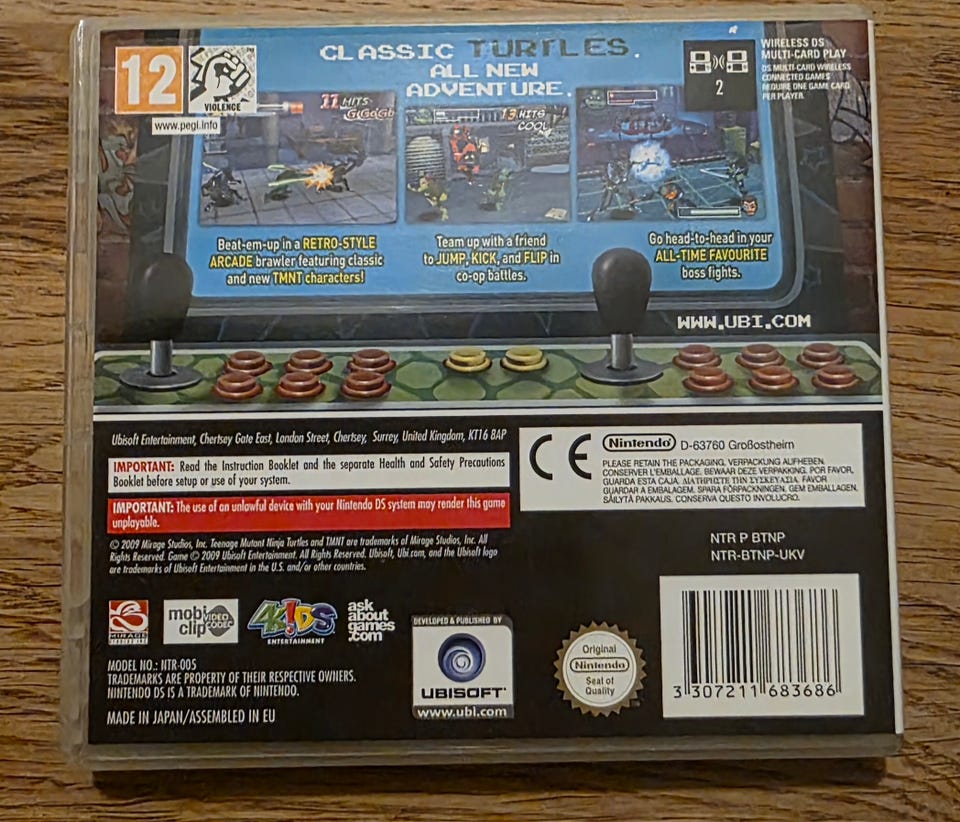 12
VIOLENCE
www.pegi.info
CLASSIC TURTLES.
ALL NEW
ADVENTURE.
2
WIRELESS DS
MULTI-CARD PLAY
DS MULTI-CARD WIRELESS
CONNECTED GAMES
REQUIRE ONE GAME CARD
PER PLAYER.
11 HITS
13 HITS
COOL
Beat-em-up in a RETRO-STYLE
ARCADE brawler featuring classic
and new TMNT characters!
Team up with a friend
to JUMP, KICK, and FLIP in
co-op battles.
Go head-to-head in your
ALL-TIME FAVOURITE
boss fights.
WWW.UBI.COM
Ubisoft Entertainment, Chertsey Gate East, London Street, Chertsey, Surrey, United Kingdom, KT16 8AP
IMPORTANT: Read the Instruction Booklet and the separate Health and Safety Precautions
Booklet before setup or use of your system.
IMPORTANT: The use of an unlawful device with your Nintendo DS system may render this game
unplayable.
© 2009 Mirage Studios, Inc. Teenage Mutant Ninja Turtles and TMNT are trademarks of Mirage Studios, Inc. All
Rights Reserved. Game © 2009 Ubisoft Entertainment. All Rights Reserved. Ubisoft, Ubi.com, and the Ubisoft logo
are trademarks of Ubisoft Entertainment in the U.S. and/or other countries.
CE
Nintendo D-63760 Großostheim
PLEASE RETAIN THE PACKAGING. VERPACKUNG AUFHEBEN.
CONSERVER L'EMBALLAGE. BEWAAR DEZE VERPAKKING. POR FAVOR,
GUARDA ESTA CAJA. ΔΙΑΤΗΡΗΣΤΕ ΤΗΝ ΣΥΣΚΕΥΑΣΙΑ. FAVOR
GUARDAR A EMBALAGEM. SPARA FÖRPACKNINGEN. GEM EMBALLAGEN.
SÄILYTÄ PAKKAUS. CONSERVA QUESTO INVOLUCRO.
NTR P BTNP
NTR-BTNP-UKV
MIRAGE
STUDIOS INC
mobi
clip
VIDEO
CODEC
4K!DS
ENTERTAINMENT
ask
about
games
.com
DEVELOPED & PUBLISHED BY
UBISOFT
www.ubi.com
Original
Nintendo
Seal of
Quality
3 307211 683686
MODEL NO.: NTR-005
TRADEMARKS ARE PROPERTY OF THEIR RESPECTIVE OWNERS.
NINTENDO DS IS A TRADEMARK OF NINTENDO.
MADE IN JAPAN/ASSEMBLED IN EU